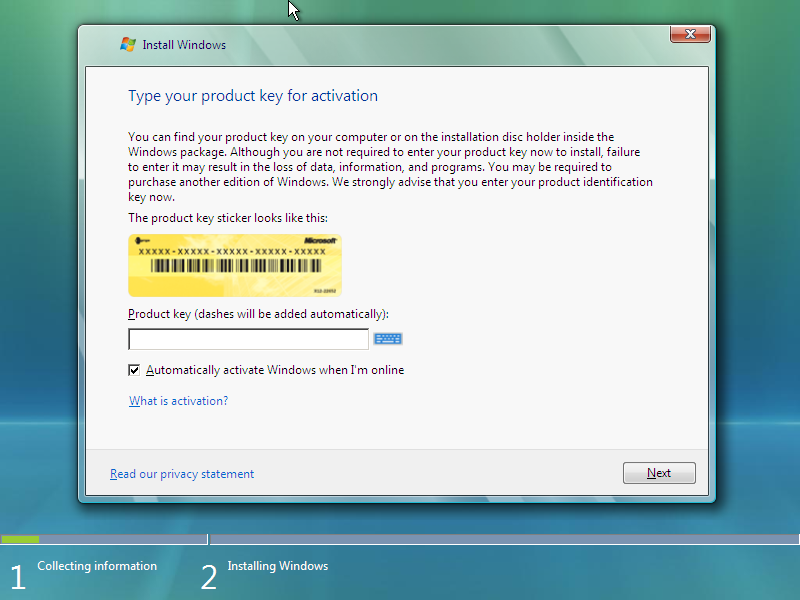 Install Windows
Type your product key for activation
You can find your product key on your computer or on the installation disc holder inside the
Windows package. Although you are not required to enter your product key now to install, failure
to enter it may result in the loss of data, information, and programs. You may be required to
purchase another edition of Windows. We strongly advise that you enter your product identification
key now.
The product key sticker looks like this:
Microsoft
XXXXX-XXXXX-XXXXX-XXXXX-XXXXX
Product key (dashes will be added automatically):
Automatically activate Windows when I'm online
What is activation?
Read our privacy statement
Next
1 Collecting information
2 Installing Windows